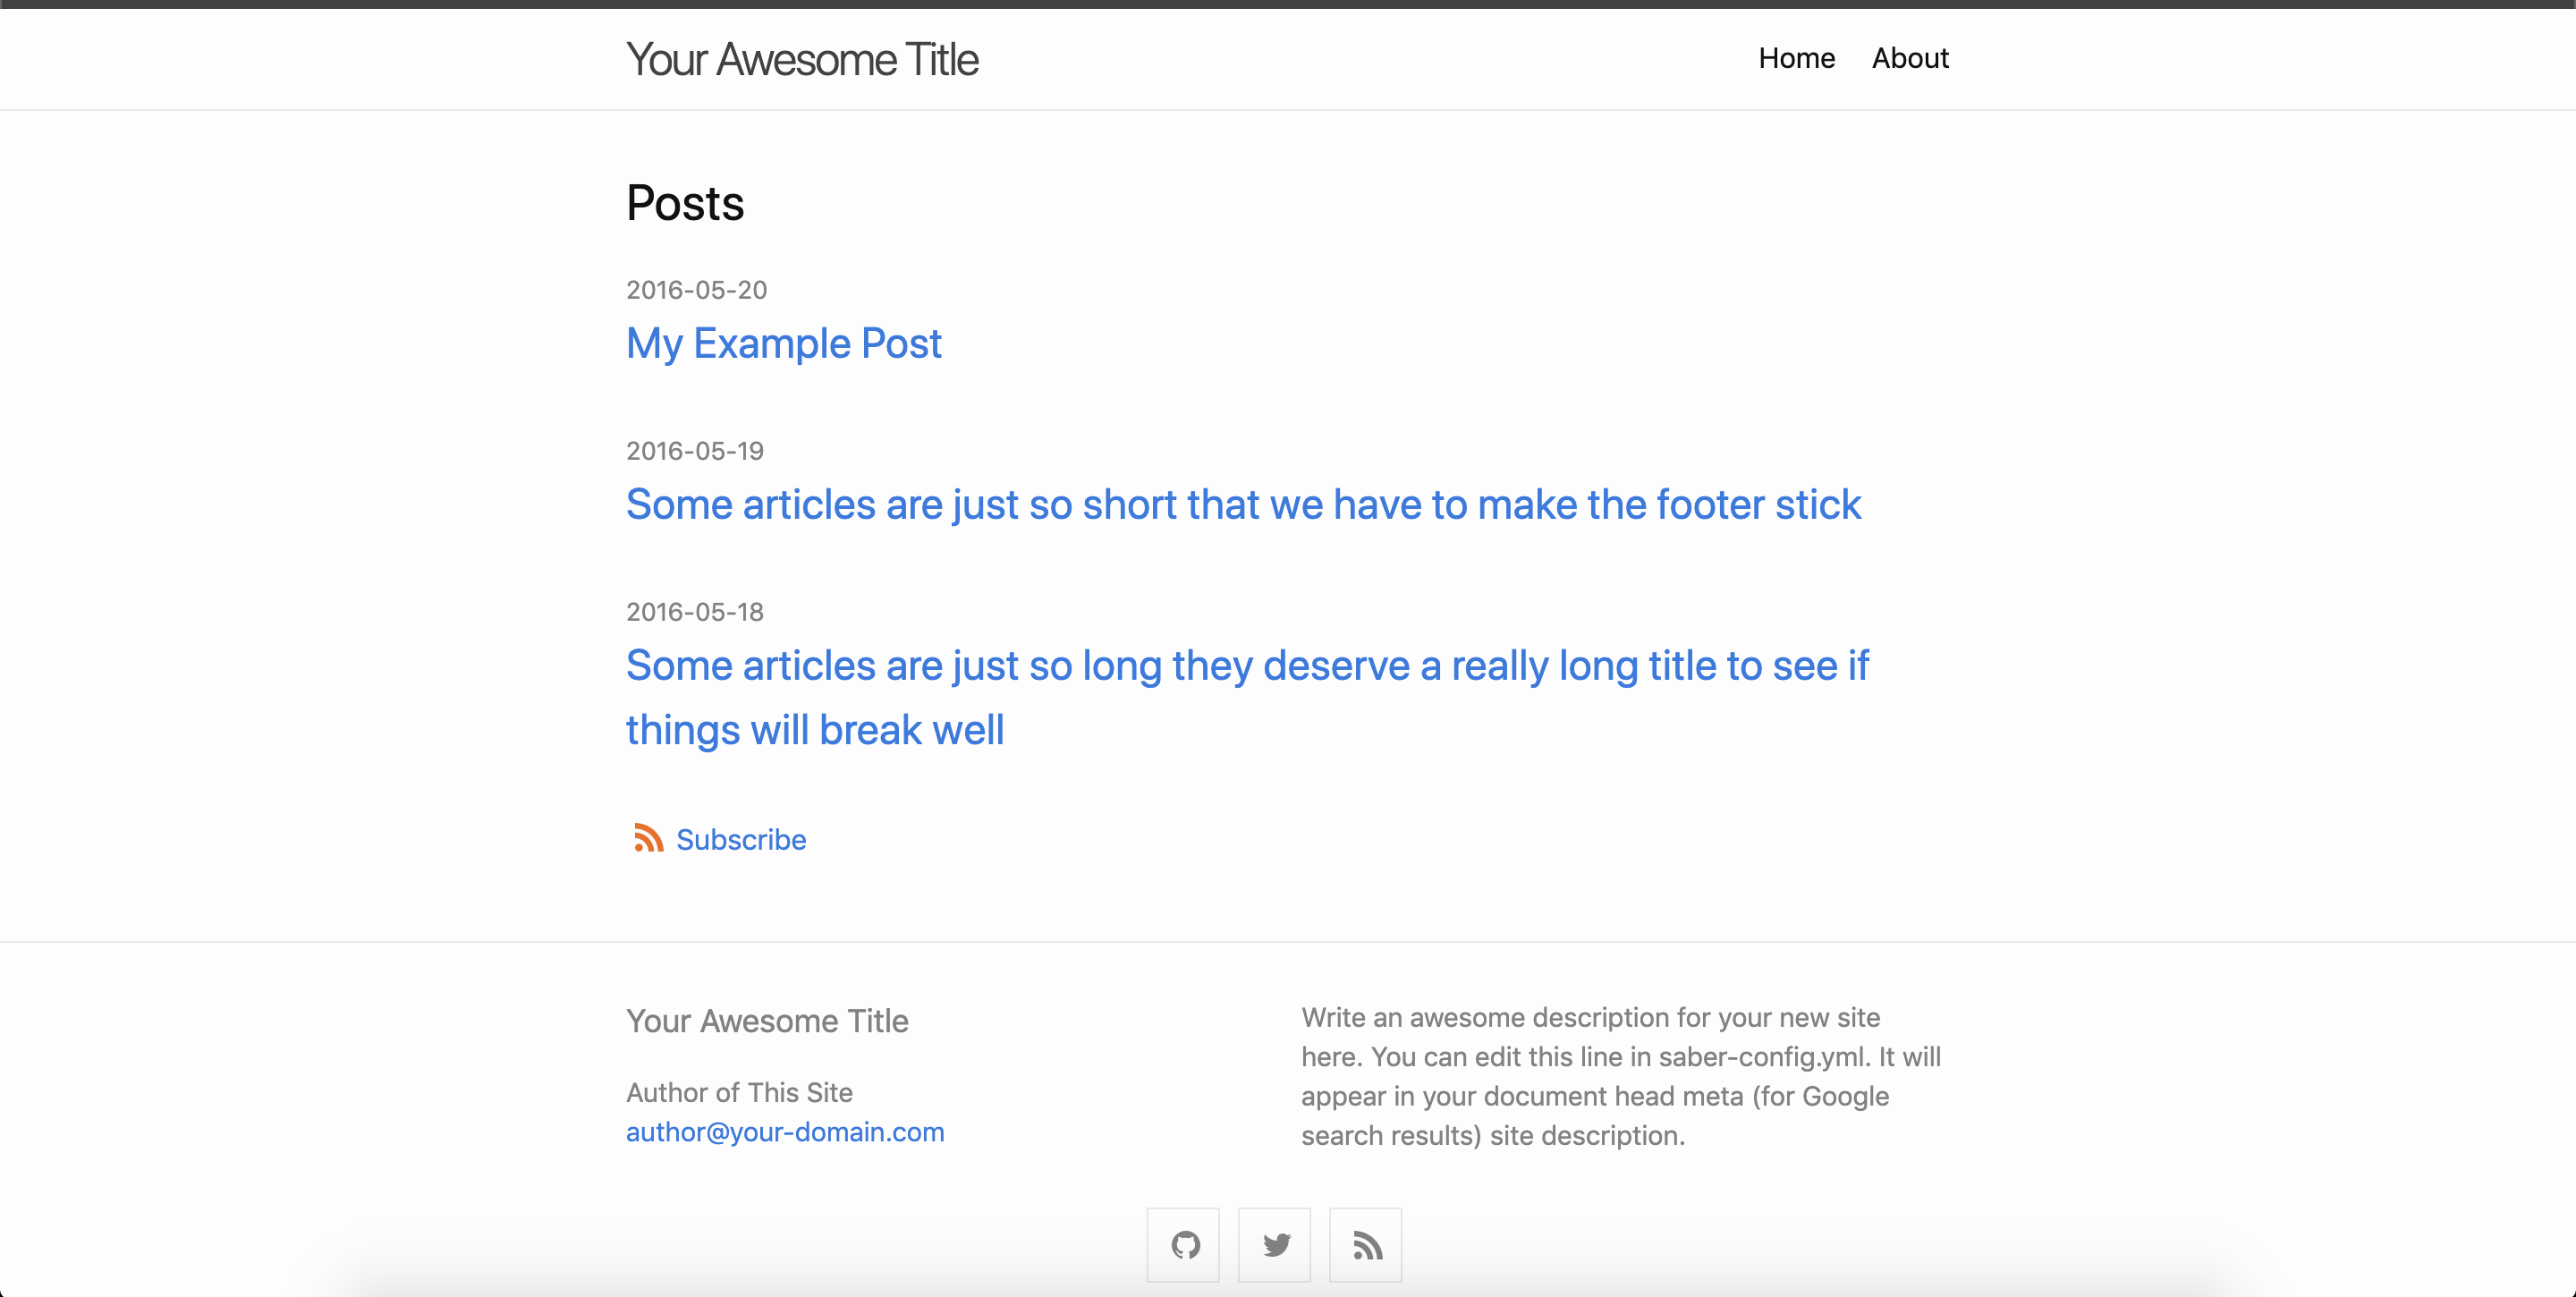 Your Awesome Title
Home About
Posts
2016-05-20
My Example Post
2016-05-19
Some articles are just so short that we have to make the footer stick
2016-05-18
Some articles are just so long they deserve a really long title to see if
things will break well
Subscribe
Your Awesome Title
Author of This Site
author@your-domain.com
Write an awesome description for your new site
here. You can edit this line in saber-config.yml. It will
appear in your document head meta (for Google
search results) site description.